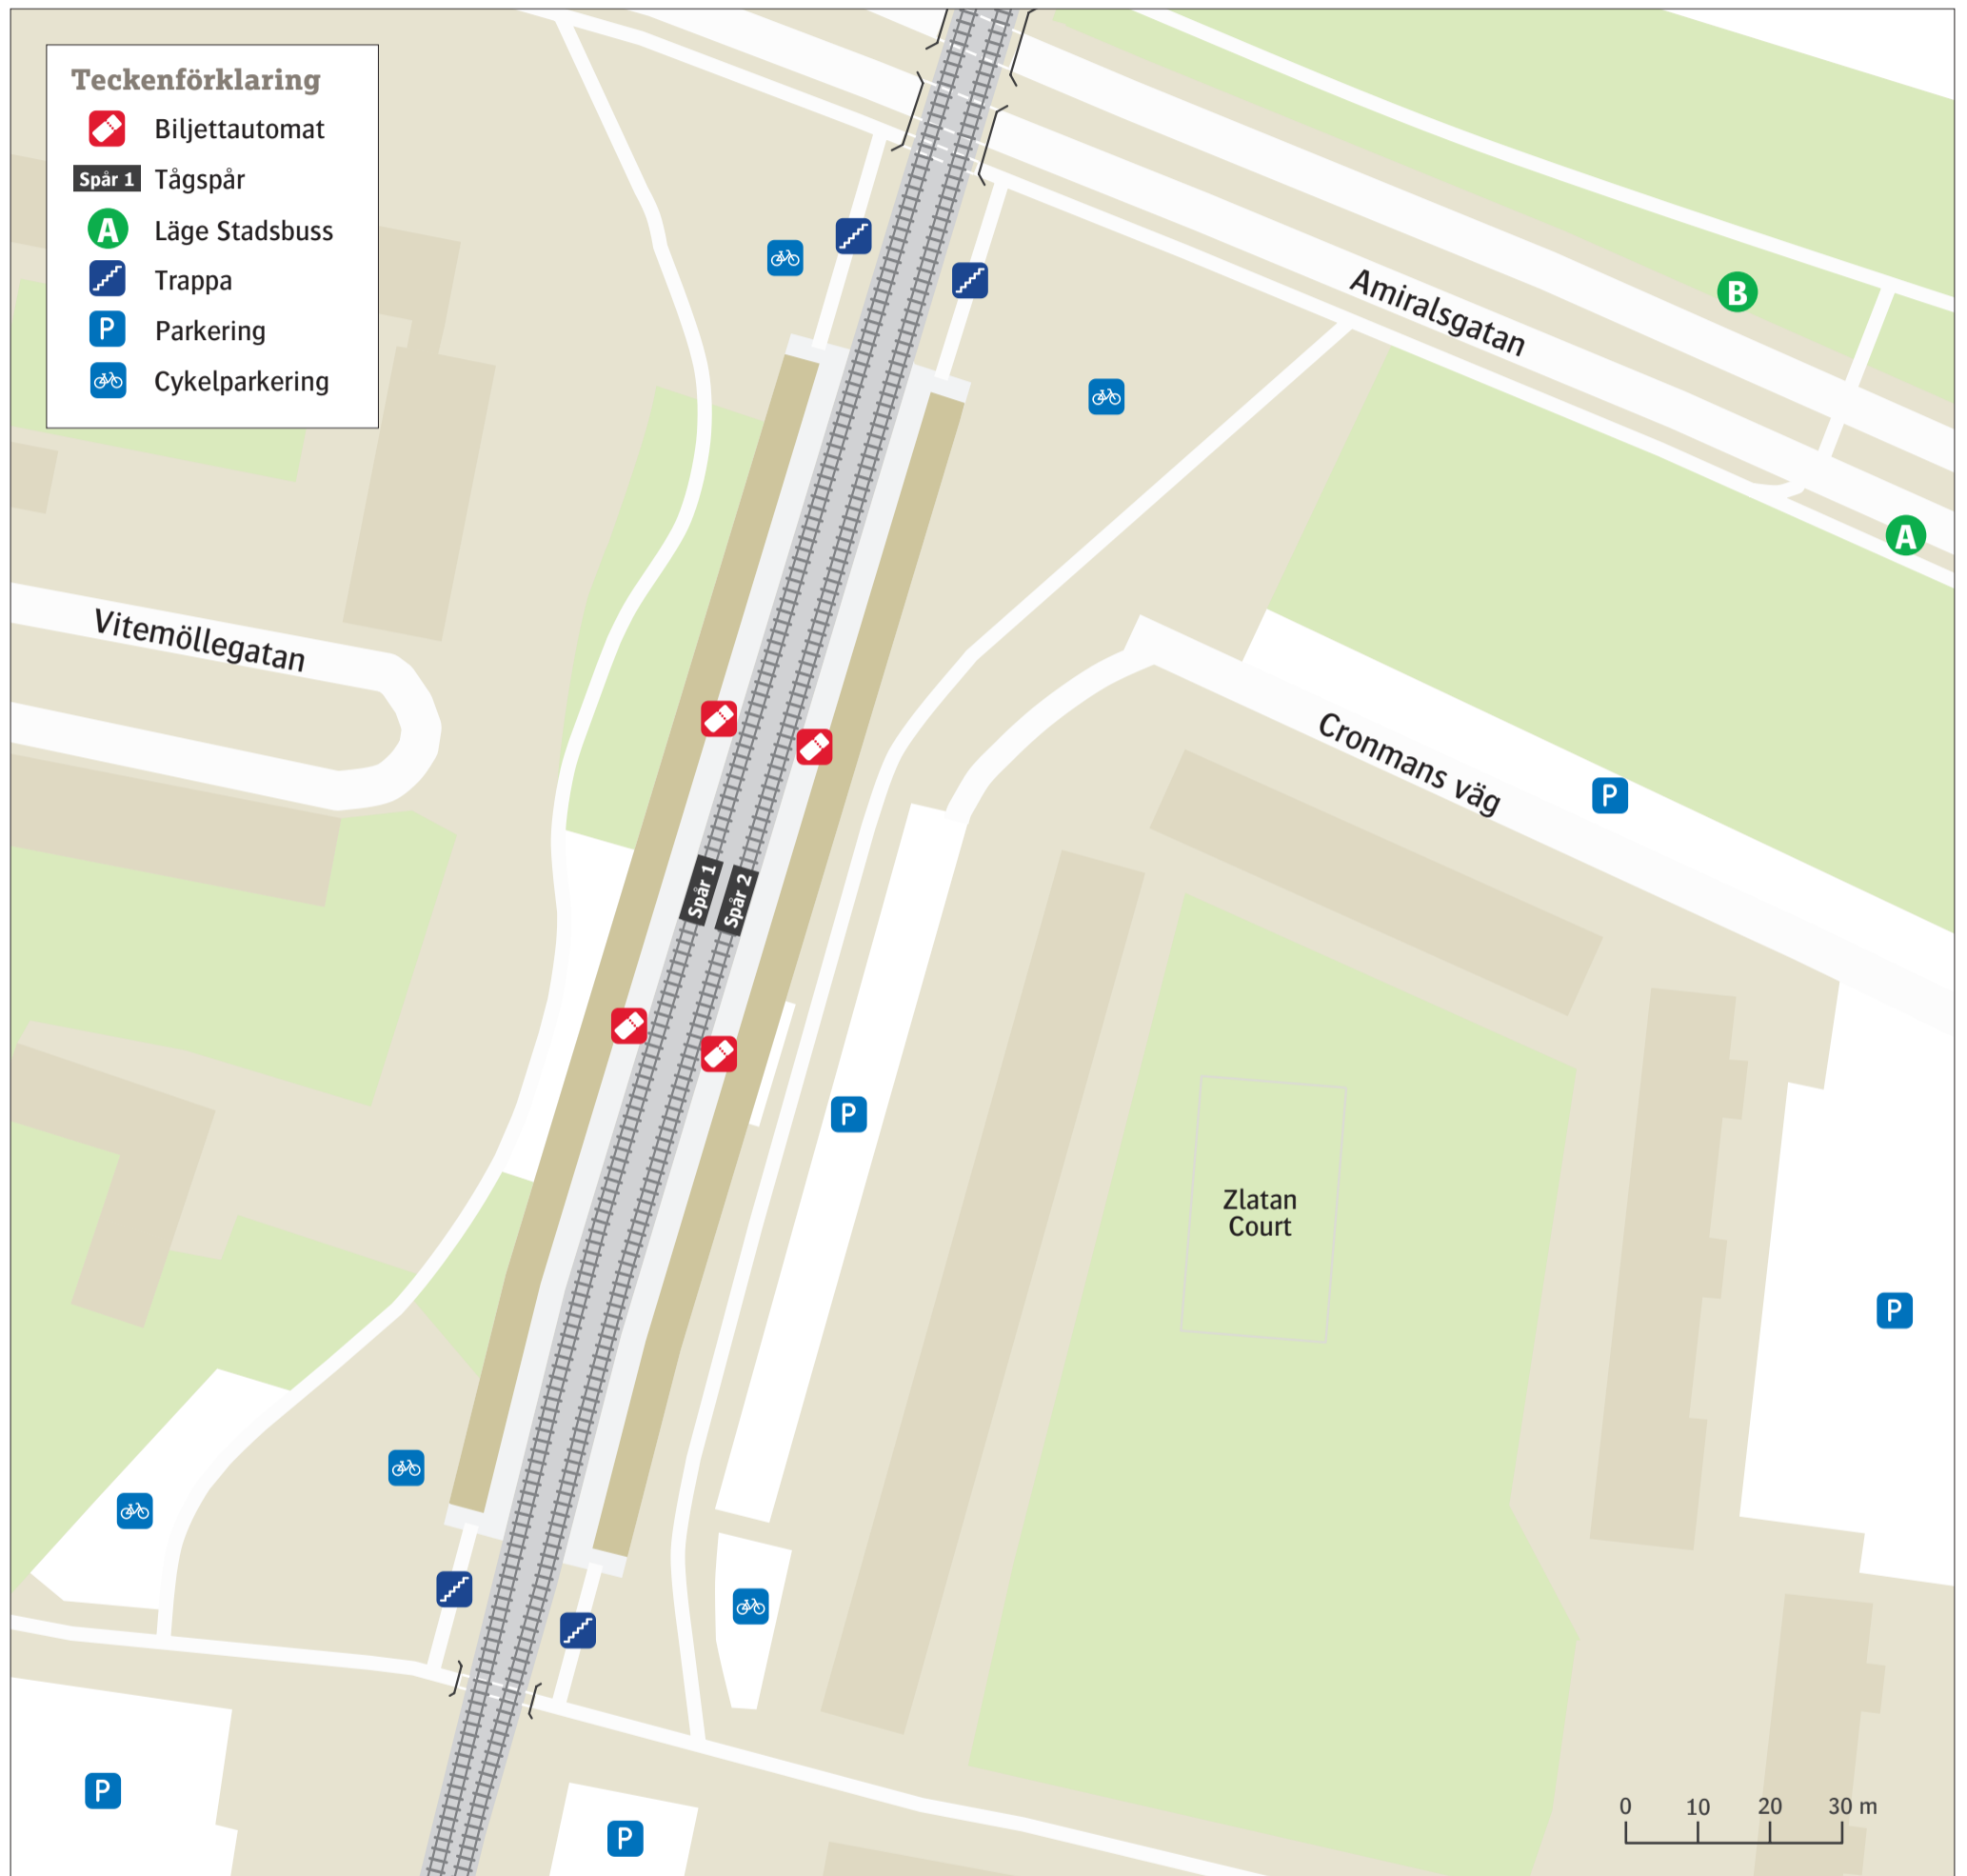 Teckenförklaring
Biljettautomat
Spår 1 Tågspår
A Läge Stadsbuss
Trappa
P Parkering
Cykelparkering
Amiralsgatan
B
A
Vitemöllegatan
Cronmans väg
P
Spår 1
Spår 2
P
Zlatan
Court
P
P
P
0 10 20 30 m